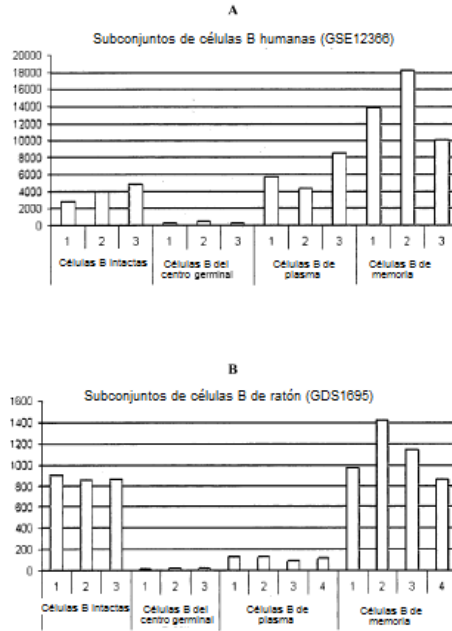 A
Subconjuntos de células B humanas (GSE12366)
20000
18000
16000
14000
12000
10000
8000
6000
4000
2000
0
1 2 3 1 2 3 1 2 3 1 2 3
Células B Intactas
Células B del
centro germinal
Células B de
plasma
Células B de
memoria
B
Subconjuntos de células B de ratón (GDS1695)
1600
1400
1200
1000
800
600
400
200
0
1 2 3 1 2 3 1 2 3 4 1 2 3 4
Células B Intactas
Células B del
centro germinal
Células B de
plasma
Células B de
memoria